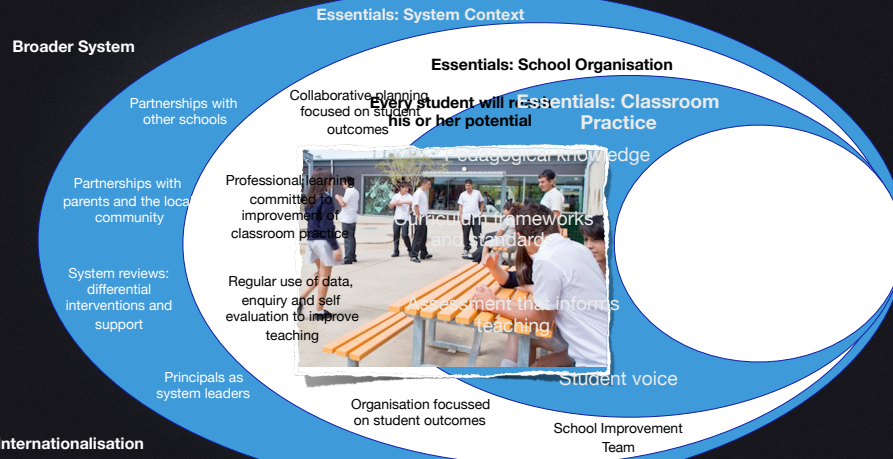 Essentials: System Context
Broader System
Essentials: School Organisation
Partnerships with
other schools
Collaborative planning
focused on student
outcomes
Every student will reach
his or her potential
Essentials: Classroom
Practice
Pedagogical knowledge
Partnerships with
parents and the local
community
Professional learning
committed to
improvement of
classroom practice
Curriculum frameworks
and standards
System reviews:
differential
interventions and
support
Regular use of data,
enquiry and self
evaluation to improve
teaching
Assessment that informs
teaching
Principals as
system leaders
Student voice
Organisation focussed
on student outcomes
School Improvement
Team
Internationalisation